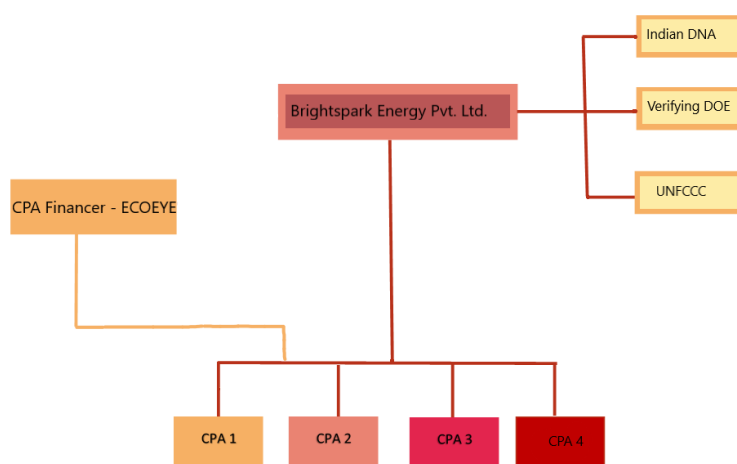 Indian DNA
Brightspark Energy Pvt. Ltd.
Verifying DOE
UNFCCC
CPA Financer - ECOEYE
CPA 1
CPA 2
CPA 3
CPA 4